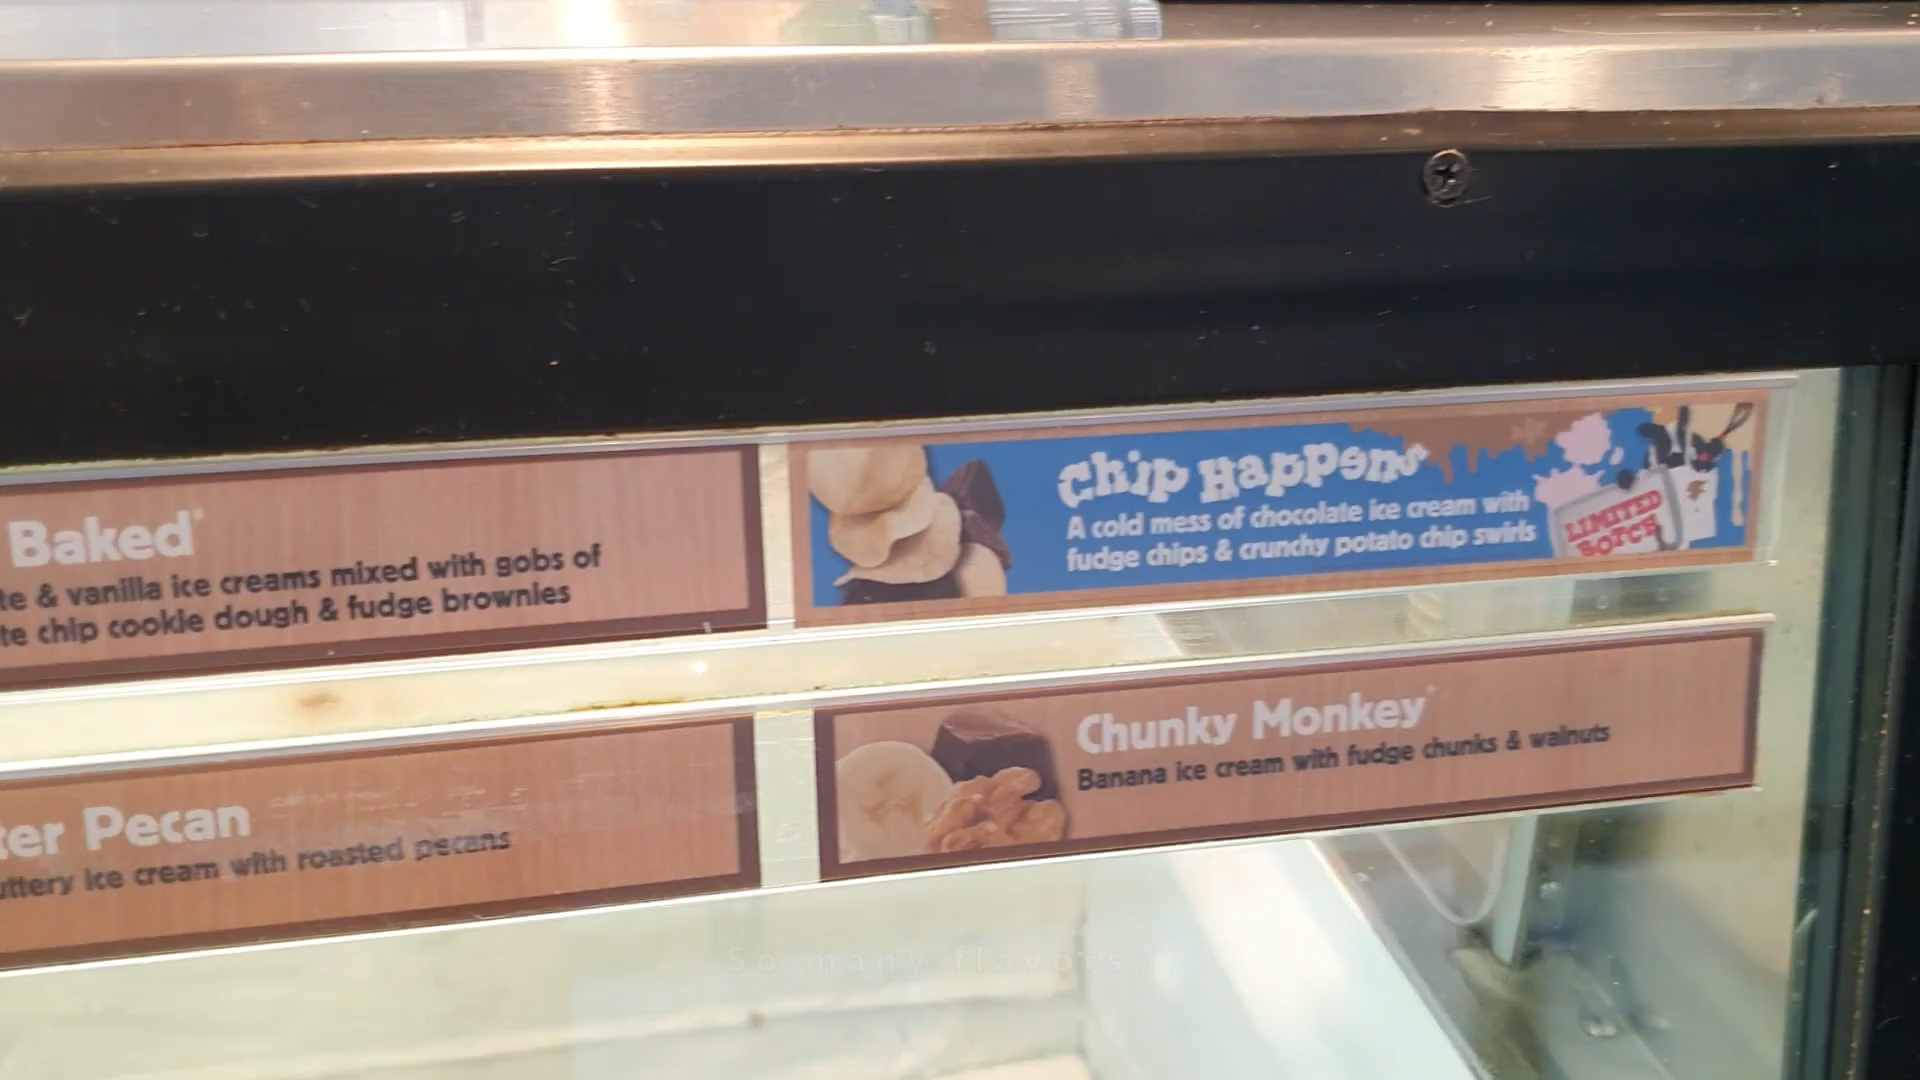 Baked
te & vanilla ice creams mixed with gobs of
te chip cookie dough & fudge brownies
Chip Happens
A cold mess of chocolate ice cream with
fudge chips & crunchy potato chip swirls
LIMITED
BATCH
ter Pecan
uttery ice cream with roasted pecans
Chunky Monkey
Banana ice cream with fudge chunks & walnuts
So many flavors...